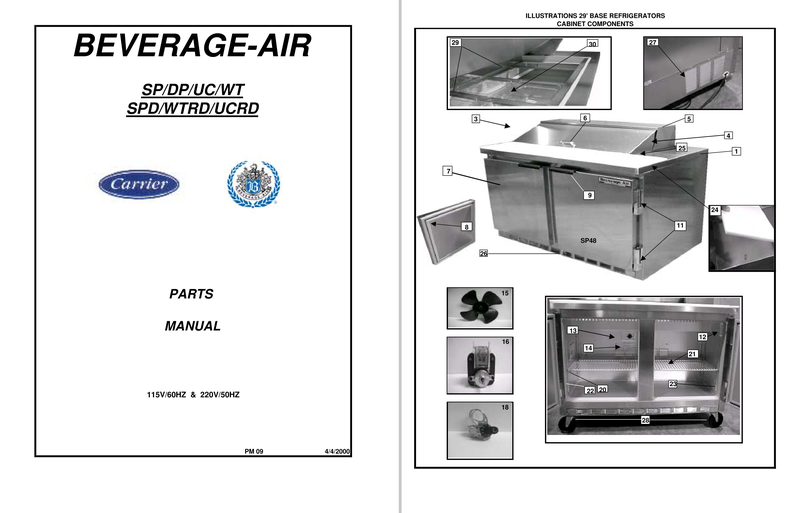 BEVERAGE-AIR
SP/DP/UC/WT
SPD/WTRD/UCRD
Carrier
PARTS
MANUAL
115V/60HZ & 220V/50HZ
PM 09 4/4/2000
ILLUSTRATIONS 29' BASE REFRIGERATORS
CABINET COMPONENTS
29
30
27
3
6
5
4
25
1
7
9
24
11
8
SP48
26
15
16
18
13
14
12
21
22 20
23
28